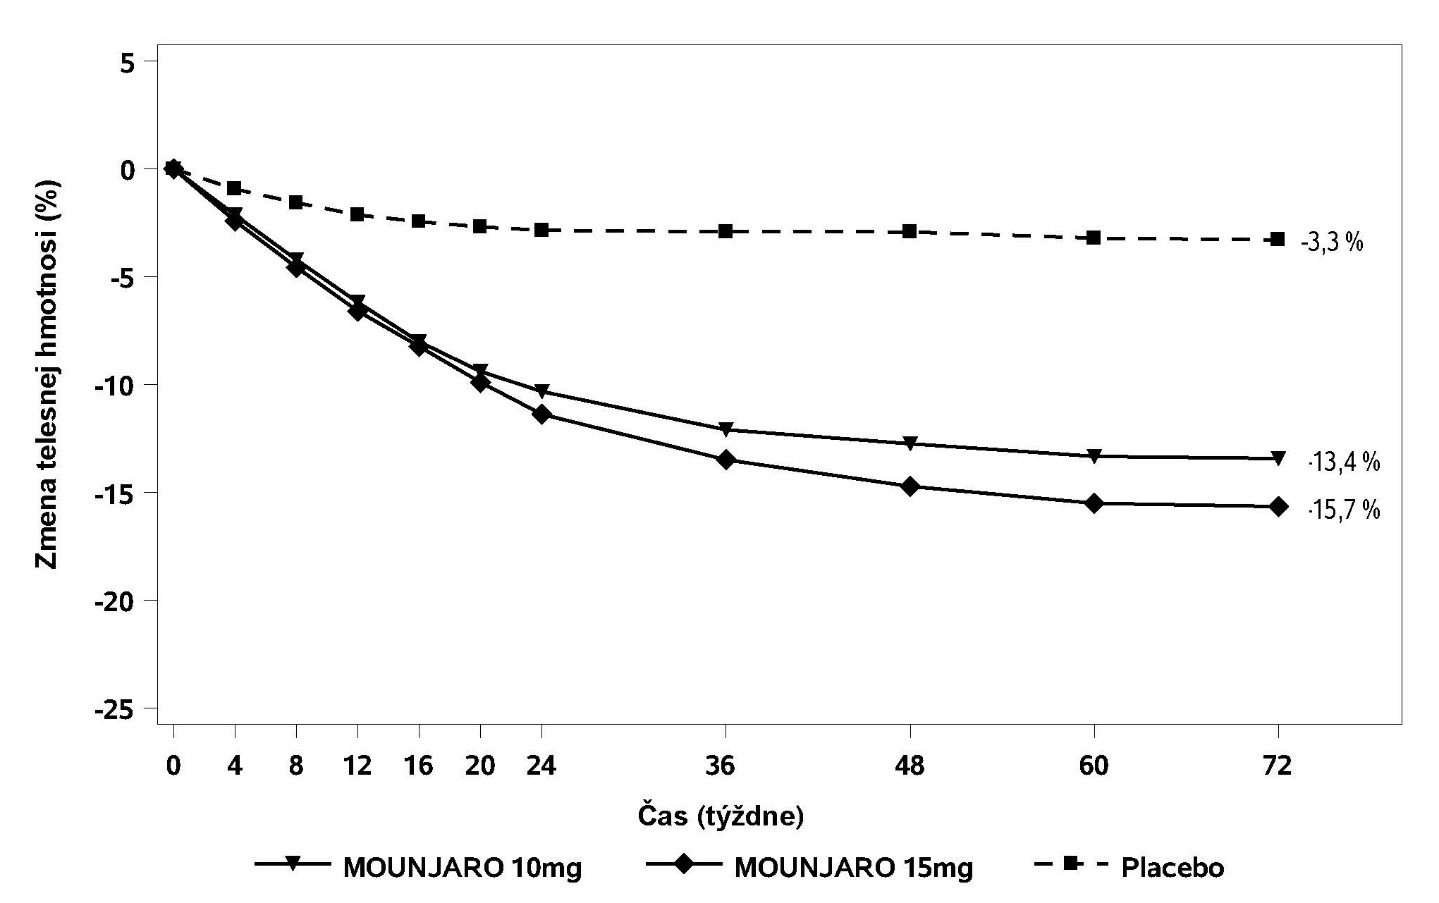 5
0
-5
-10
-15
-20
-25
Zmena telesnej hmotnosi (%)
-3,3 %
-13,4 %
-15,7 %
0 4 8 12 16 20 24 36 48 60 72
Čas (týždne)
MOUNJARO 10mg MOUNJARO 15mg Placebo